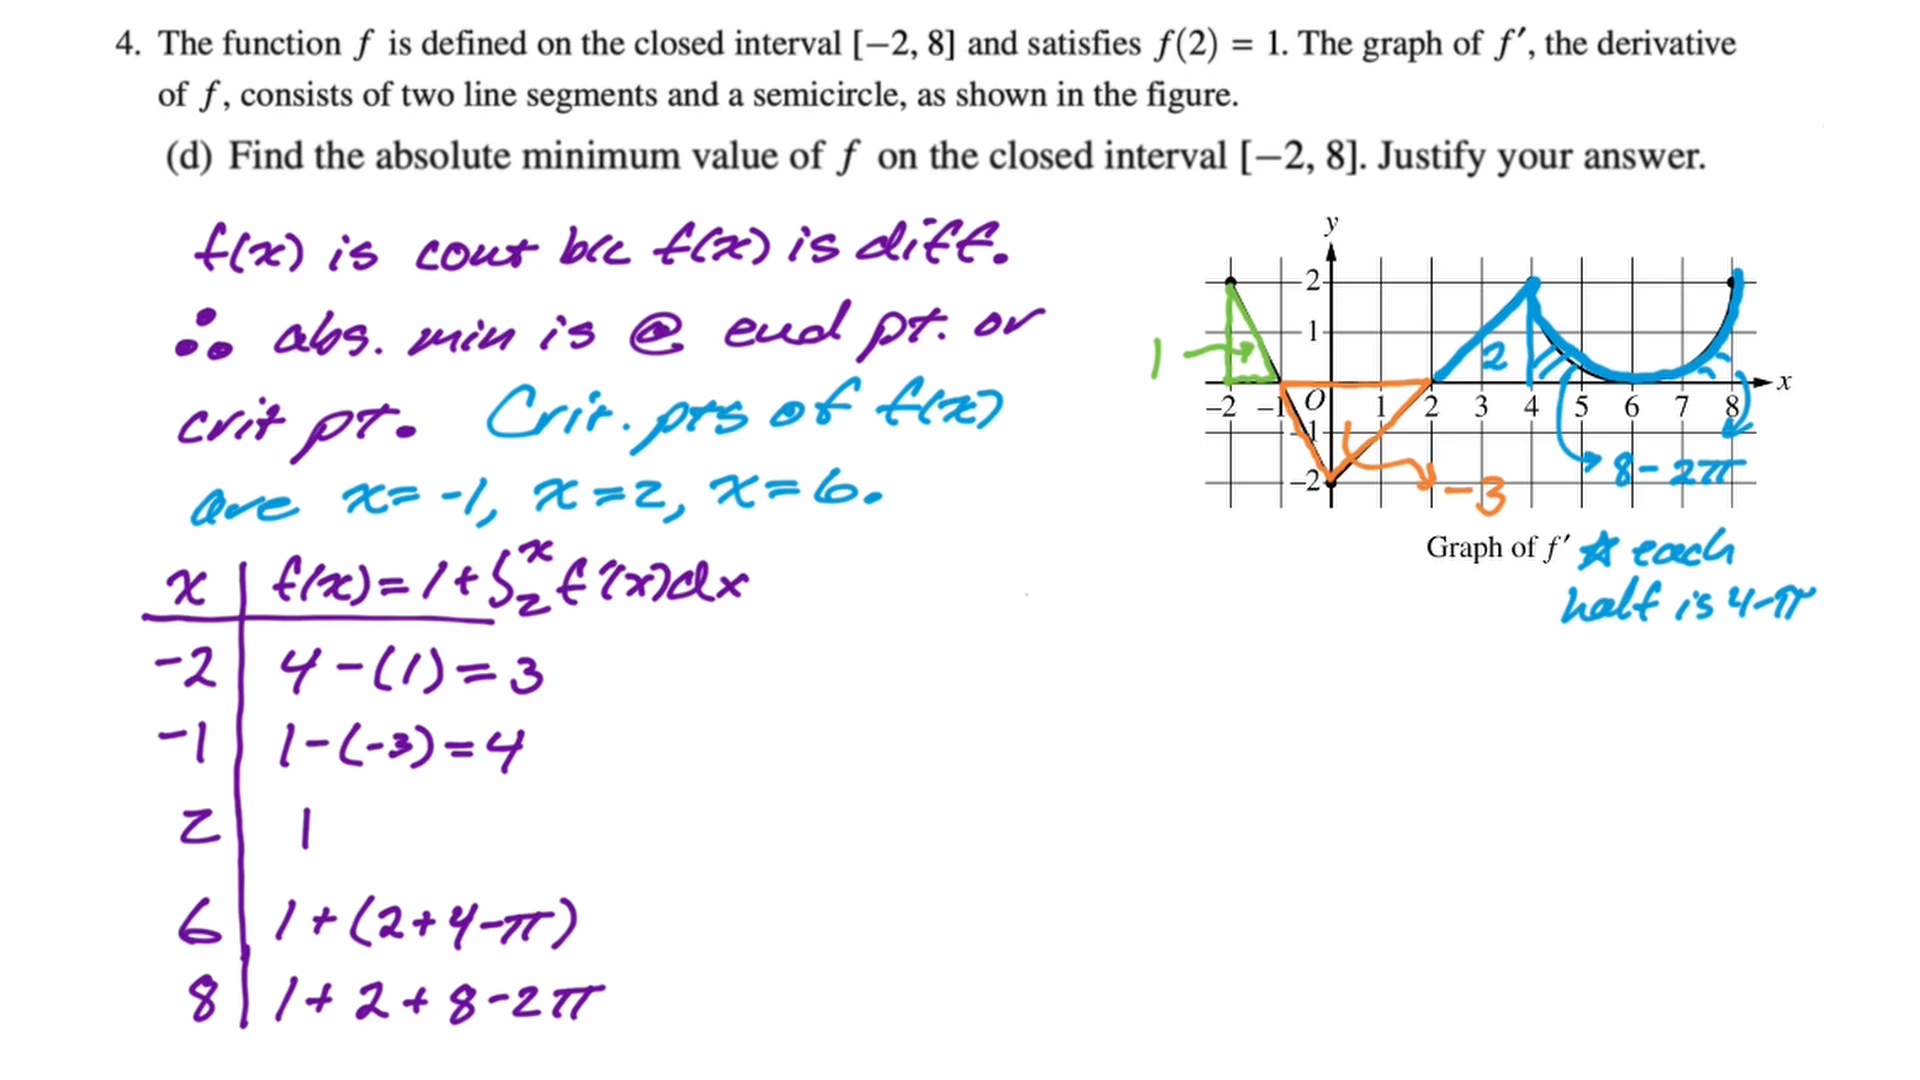 4. The function f is defined on the closed interval [−2, 8] and satisfies f(2) = 1. The graph of f′, the derivative
of f, consists of two line segments and a semicircle, as shown in the figure.
(d) Find the absolute minimum value of f on the closed interval [−2, 8]. Justify your answer.
f(x) is cont b/c f(x) is diff.
∴ abs. min is @ end pt. or
crit pt. Crit. pts of f(x)
are x=-1, x=2, x=6.
x | f(x)=1+∫₂ˣ f'(x)dx
-2 | 4-(1)=3
-1 | 1-(-3)=4
2 | 1
6 | 1+(2+4-π)
8 | 1+2+8-2π
y
2
1
1 2
x
−2 −1 O 1 2 3 4 5 6 7 8
−1
−2
-3
8-2π
Graph of f′ ☆ each
half is 4-π